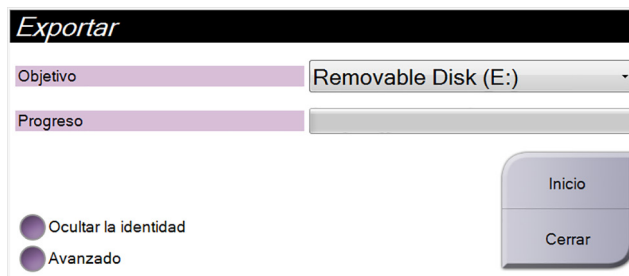 Exportar
Objetivo Removable Disk (E:)
Progreso
Inicio
Ocultar la identidad
Cerrar
Avanzado